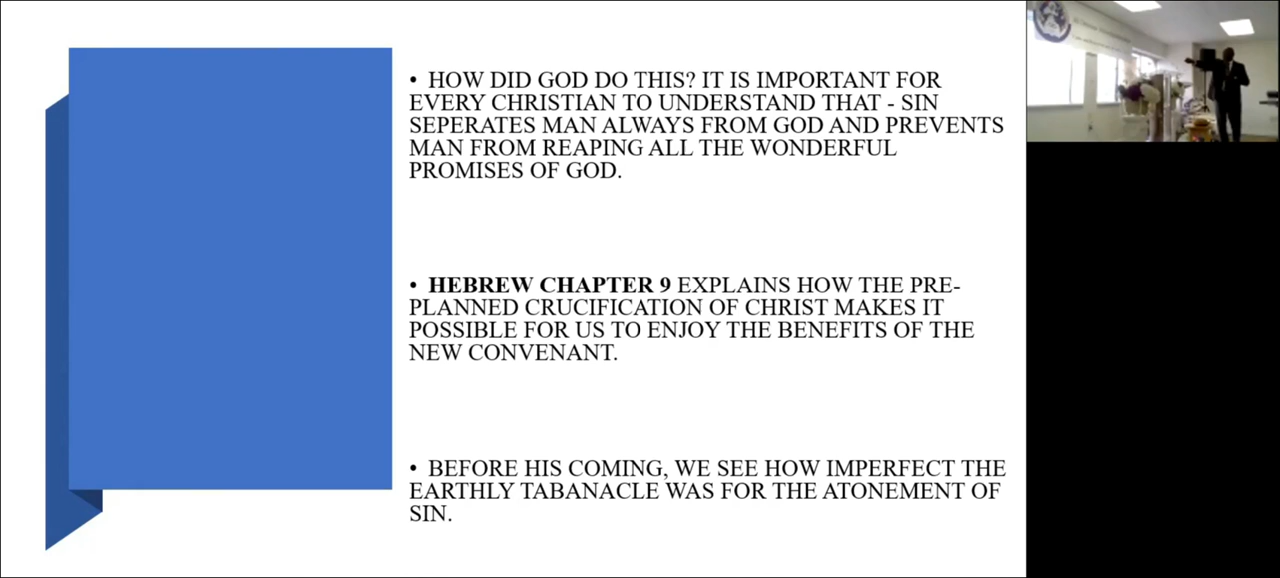 • HOW DID GOD DO THIS? IT IS IMPORTANT FOR
EVERY CHRISTIAN TO UNDERSTAND THAT - SIN
SEPERATES MAN ALWAYS FROM GOD AND PREVENTS
MAN FROM REAPING ALL THE WONDERFUL
PROMISES OF GOD.
• HEBREW CHAPTER 9 EXPLAINS HOW THE PRE-
PLANNED CRUCIFICATION OF CHRIST MAKES IT
POSSIBLE FOR US TO ENJOY THE BENEFITS OF THE
NEW CONVENANT.
• BEFORE HIS COMING, WE SEE HOW IMPERFECT THE
EARTHLY TABANACLE WAS FOR THE ATONEMENT OF
SIN.